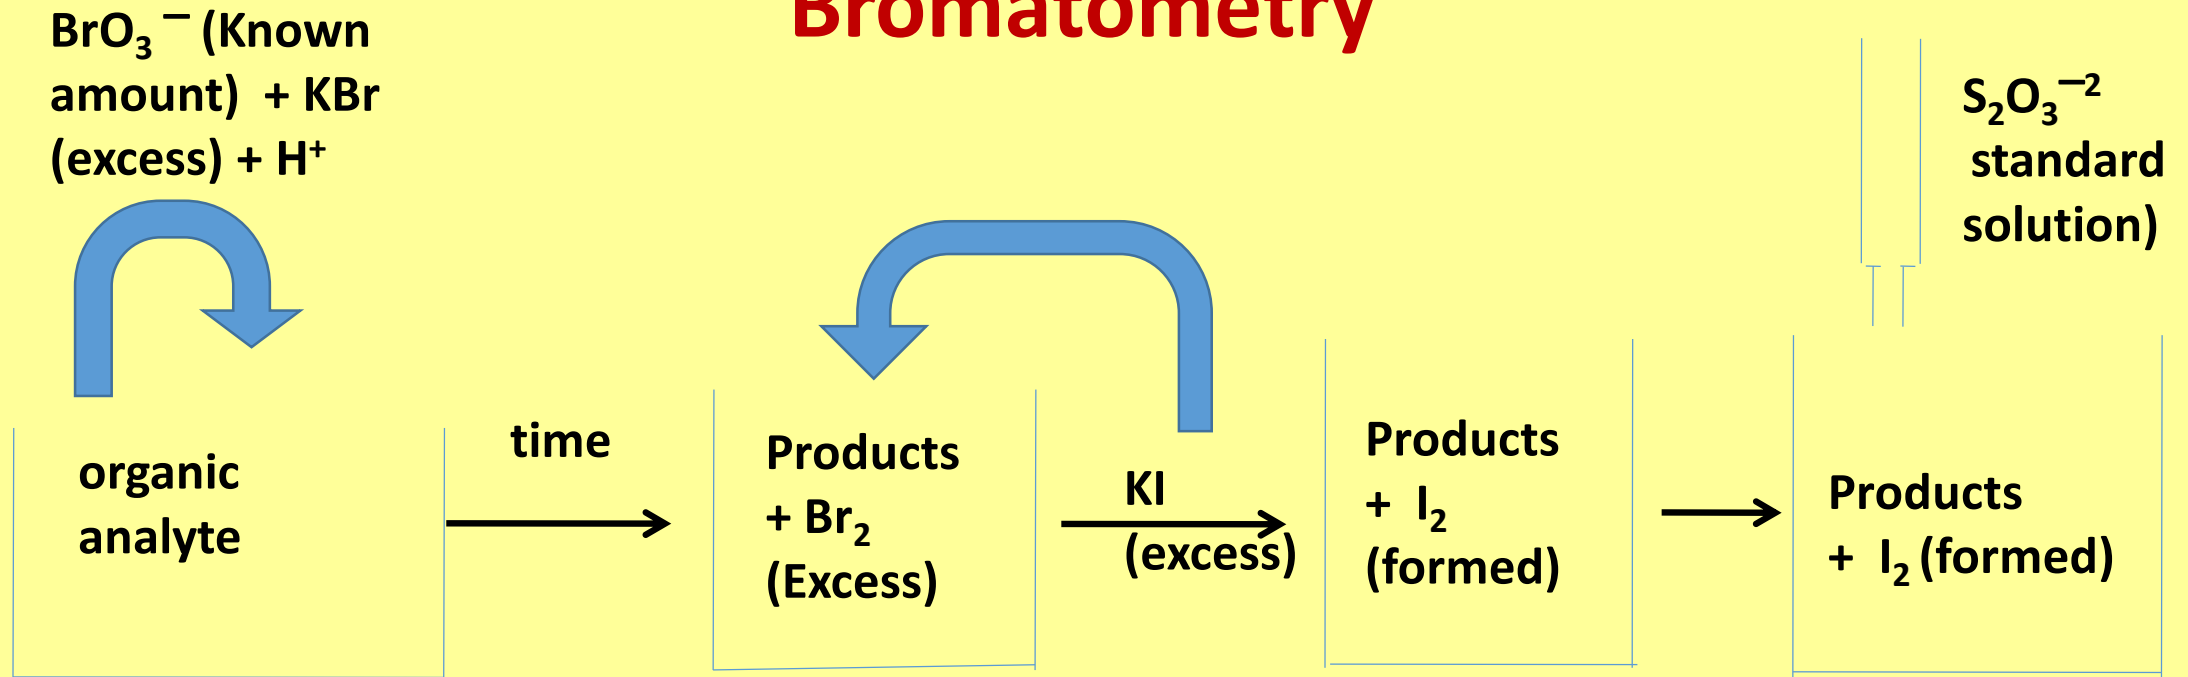 Bromatometry
BrO₃⁻ (Known
amount) + KBr
(excess) + H⁺
organic
analyte
time
Products
+ Br₂
(Excess)
KI
(excess)
Products
+ I₂
(formed)
S₂O₃⁻²
standard
solution)
Products
+ I₂ (formed)